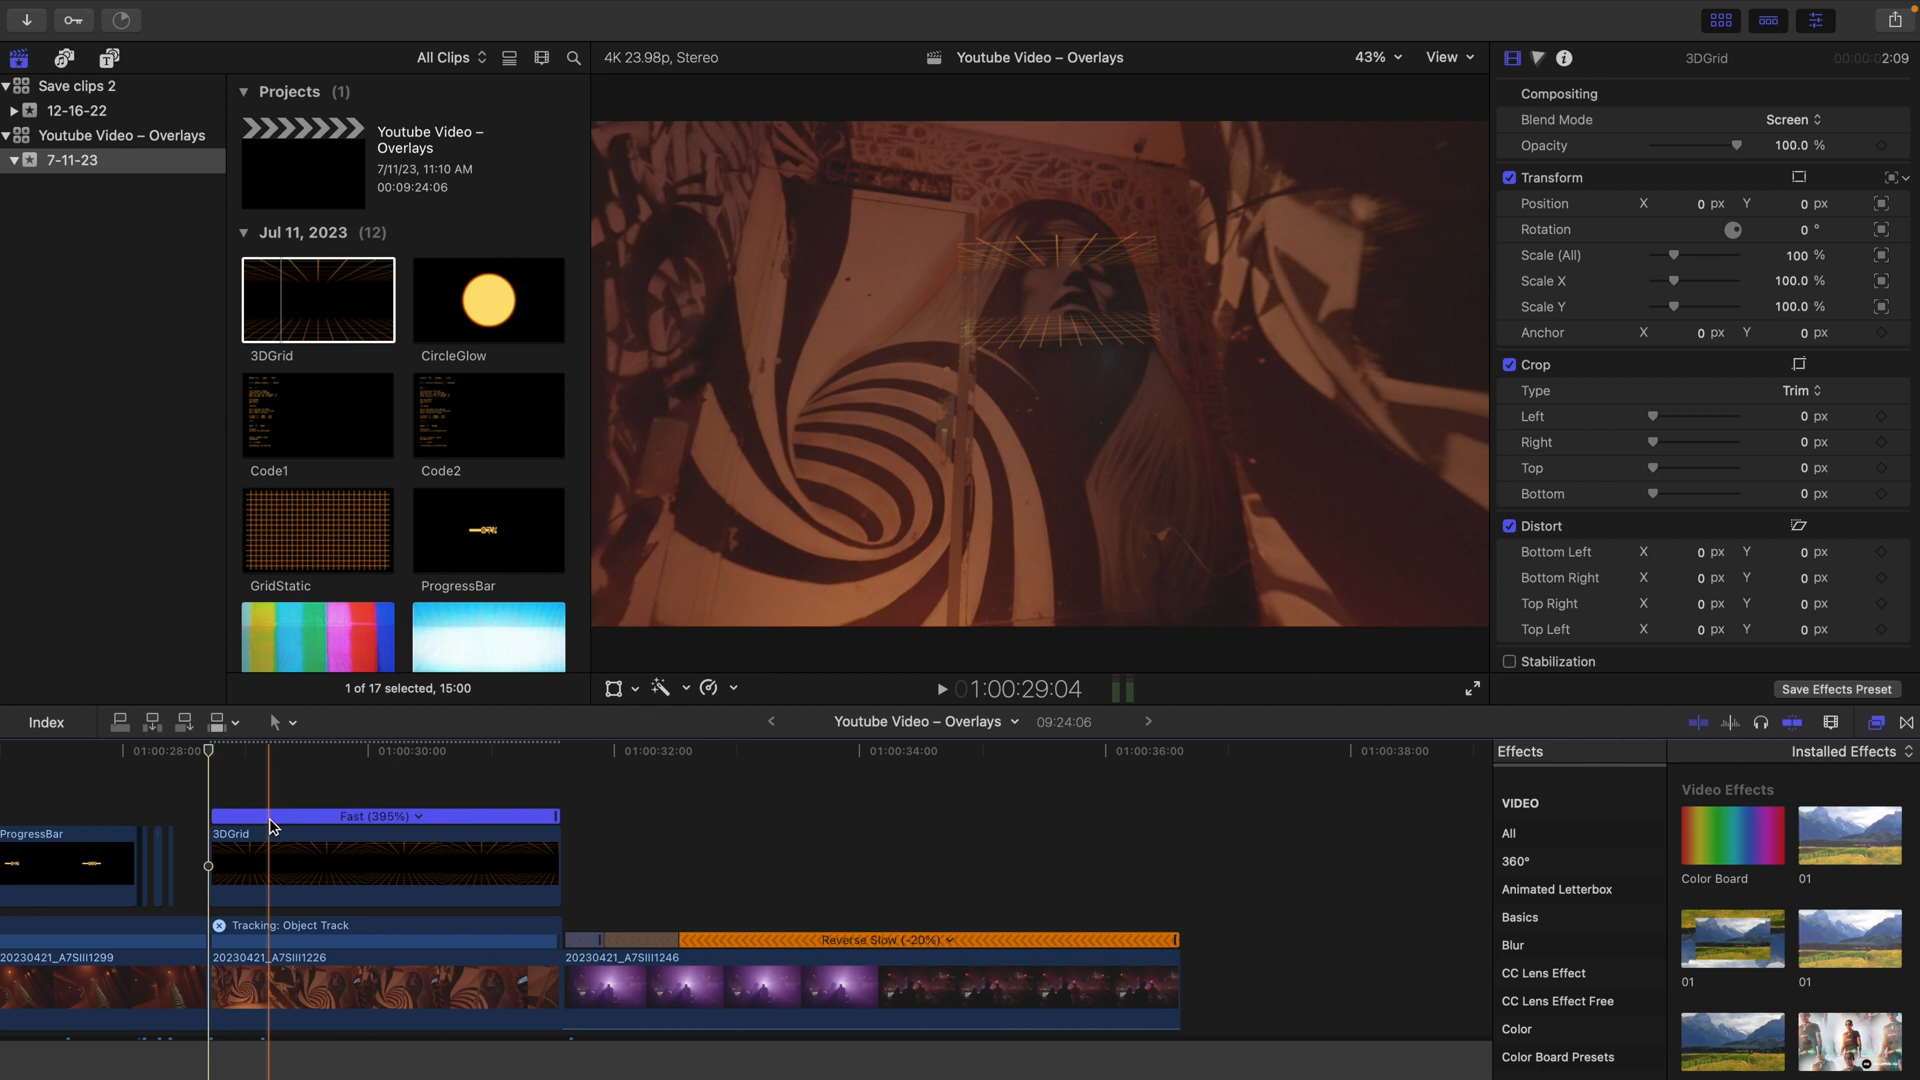 All Clips
4K 23.98p, Stereo
Youtube Video – Overlays
43%
View
3DGrid
00:00:02:09
Save clips 2
12-16-22
Youtube Video – Overlays
7-11-23
Projects (1)
Youtube Video –
Overlays
7/11/23, 11:10 AM
00:09:24:06
Jul 11, 2023 (12)
3DGrid
CircleGlow
Code1
Code2
GridStatic
ProgressBar
1 of 17 selected, 15:00
01:00:29:04
Compositing
Blend Mode Screen
Opacity 100.0 %
Transform
Position X 0 px Y 0 px
Rotation 0 °
Scale (All) 100 %
Scale X 100.0 %
Scale Y 100.0 %
Anchor X 0 px Y 0 px
Crop
Type Trim
Left 0 px
Right 0 px
Top 0 px
Bottom 0 px
Distort
Bottom Left X 0 px Y 0 px
Bottom Right X 0 px Y 0 px
Top Right X 0 px Y 0 px
Top Left X 0 px Y 0 px
Stabilization
Save Effects Preset
Index
Youtube Video – Overlays
09:24:06
01:00:28:00
01:00:30:00
01:00:32:00
01:00:34:00
01:00:36:00
01:00:38:00
Fast (395%)
ProgressBar
3DGrid
Tracking: Object Track
Reverse Slow (-20%)
20230421_A7SIII1299
20230421_A7SIII1226
20230421_A7SIII1246
Effects
Installed Effects
VIDEO
All
360°
Animated Letterbox
Basics
Blur
CC Lens Effect
CC Lens Effect Free
Color
Color Board Presets
Video Effects
Color Board
01
01
01